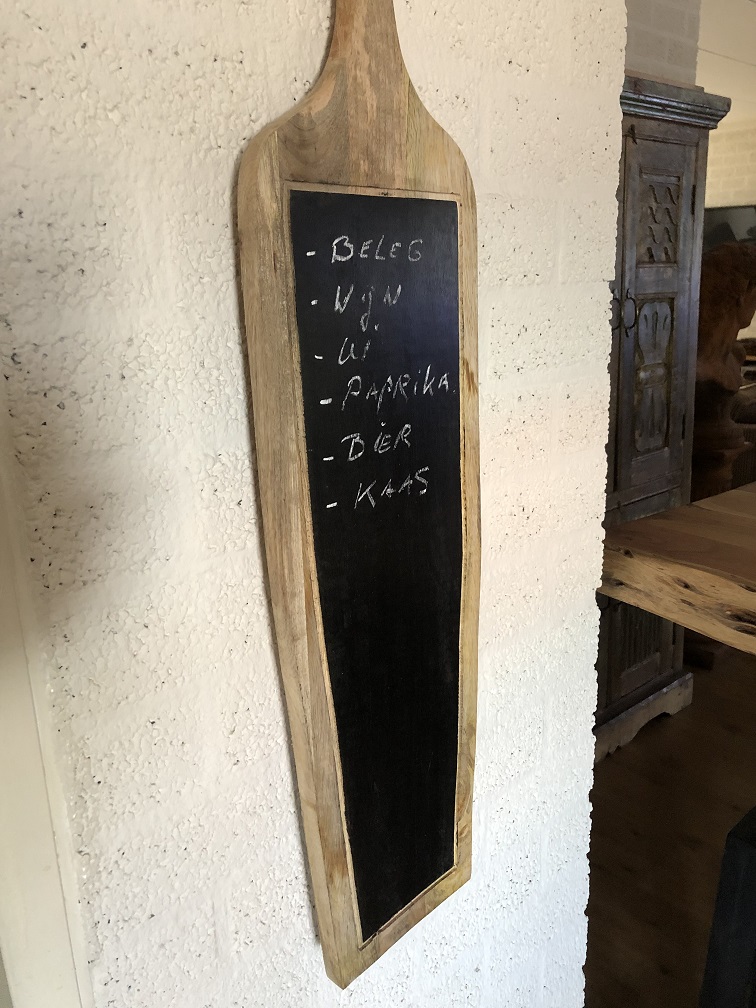 - BELEG
- WijN
- Ui
- PAPRiKA
- BiER
- KAAS